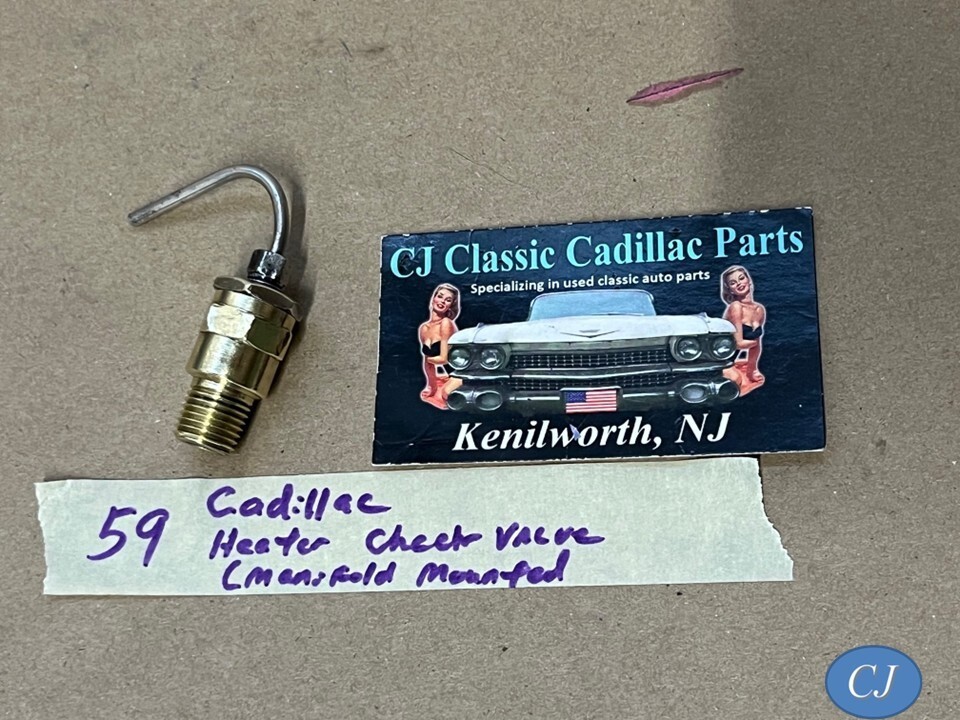 CJ Classic Cadillac Parts
Specializing in used classic auto parts
Kenilworth, NJ
59 Cadillac
Heater Check Valve
(Manifold Mounted
CJ